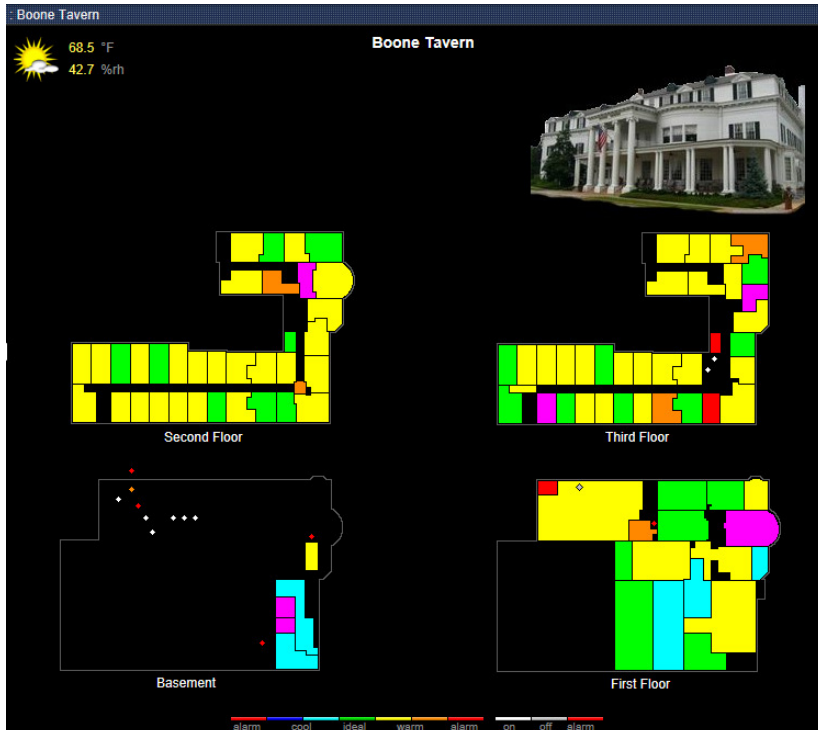 : Boone Tavern
Boone Tavern
68.5 °F
42.7 %rh
Second Floor
Third Floor
Basement
First Floor
alarm cool ideal warm alarm on off alarm